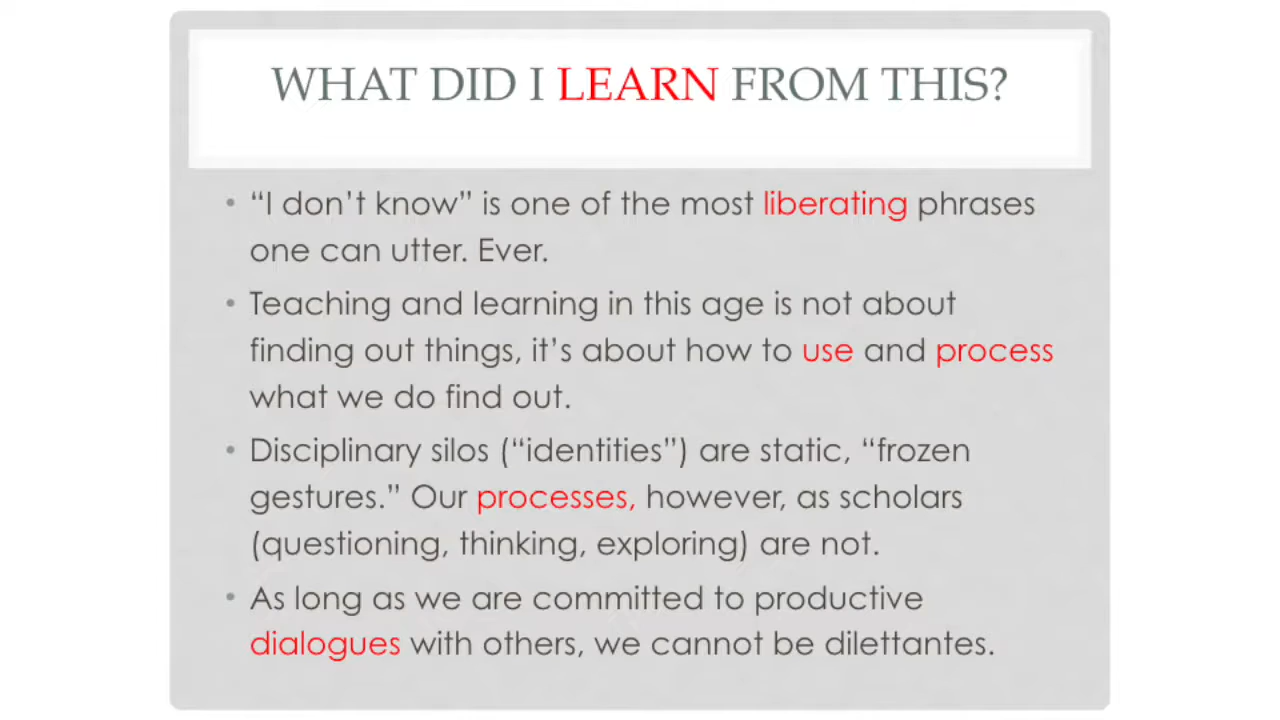 WHAT DID I LEARN FROM THIS?
• “I don’t know” is one of the most liberating phrases
one can utter. Ever.
• Teaching and learning in this age is not about
finding out things, it’s about how to use and process
what we do find out.
• Disciplinary silos (“identities”) are static, “frozen
gestures.” Our processes, however, as scholars
(questioning, thinking, exploring) are not.
• As long as we are committed to productive
dialogues with others, we cannot be dilettantes.